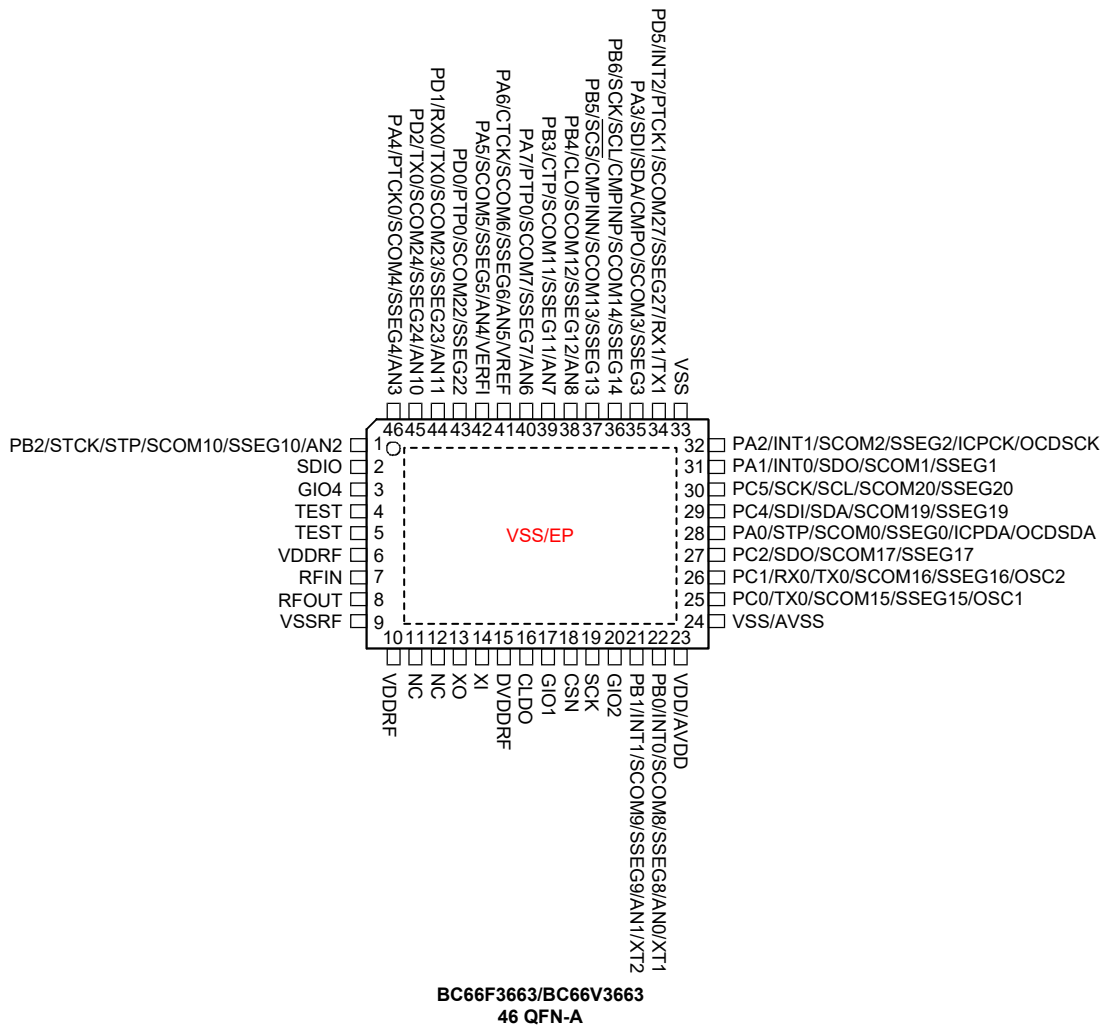 PA4/PTCK0/SCOM4/SSEG4/AN3
PD2/TX0/SCOM24/SSEG24/AN10
PD1/RX0/TX0/SCOM23/SSEG23/AN11
PD0/PTP0/SCOM22/SSEG22
PA5/SCOM5/SSEG5/AN4/VERFI
PA6/CTCK/SCOM6/SSEG6/AN5/VREF
PA7/PTP0/SCOM7/SSEG7/AN6
PB3/CTP/SCOM11/SSEG11/AN7
PB4/CLO/SCOM12/SSEG12/AN8
PB5/SCS/CMPINN/SCOM13/SSEG13
PB6/SCK/SCL/CMPINP/SCOM14/SSEG14
PA3/SDI/SDA/CMPO/SCOM3/SSEG3
PD5/INT2/PTCK1/SCOM27/SSEG27/RX1/TX1
VSS
46 45 44 43 42 41 40 39 38 37 36 35 34 33
PB2/STCK/STP/SCOM10/SSEG10/AN2 1
SDIO 2
GIO4 3
TEST 4
TEST 5
VDDRF 6
RFIN 7
RFOUT 8
VSSRF 9
VSS/EP
32 PA2/INT1/SCOM2/SSEG2/ICPCK/OCDSCK
31 PA1/INT0/SDO/SCOM1/SSEG1
30 PC5/SCK/SCL/SCOM20/SSEG20
29 PC4/SDI/SDA/SCOM19/SSEG19
28 PA0/STP/SCOM0/SSEG0/ICPDA/OCDSDA
27 PC2/SDO/SCOM17/SSEG17
26 PC1/RX0/TX0/SCOM16/SSEG16/OSC2
25 PC0/TX0/SCOM15/SSEG15/OSC1
24 VSS/AVSS
10 11 12 13 14 15 16 17 18 19 20 21 22 23
VDDRF
NC
NC
XO
XI
DVDDRF
CLDO
GIO1
CSN
SCK
GIO2
PB1/INT1/SCOM9/SSEG9/AN1/XT2
PB0/INT0/SCOM8/SSEG8/AN0/XT1
VDD/AVDD
BC66F3663/BC66V3663
46 QFN-A